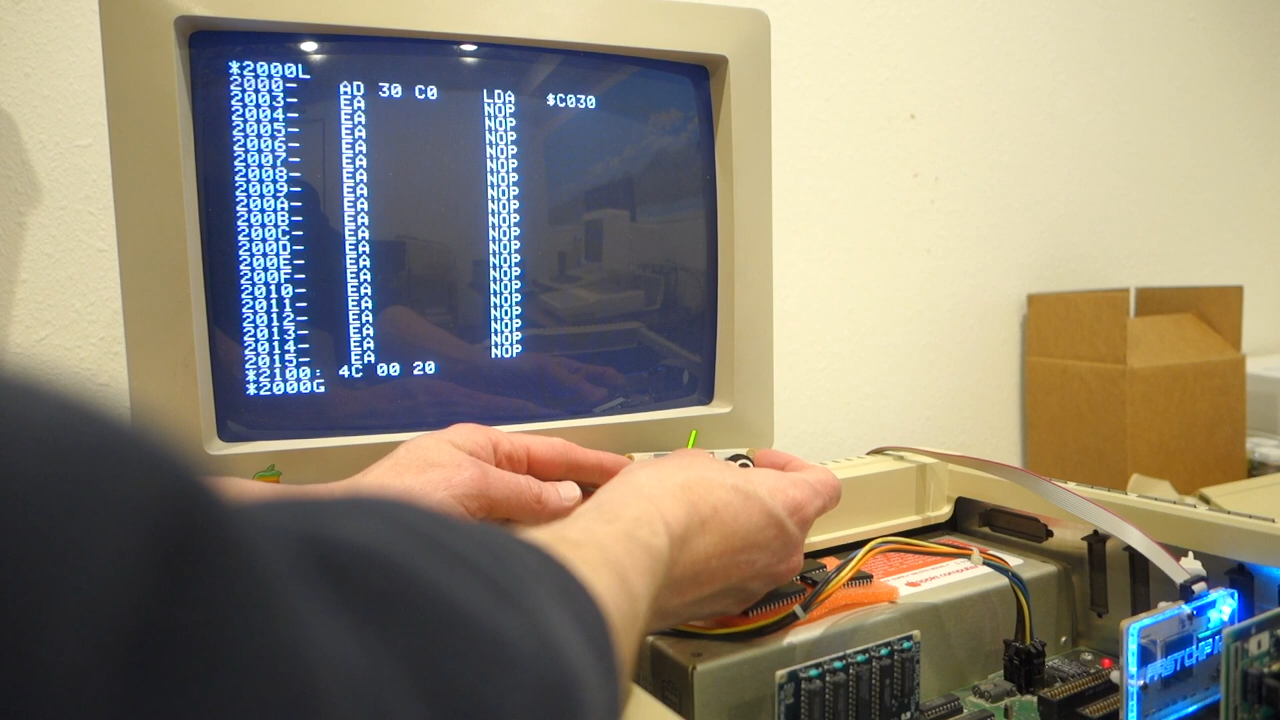 *2000L
2000- AD 30 C0 LDA $C030
2003- EA NOP
2004- EA NOP
2005- EA NOP
2006- EA NOP
2007- EA NOP
2008- EA NOP
2009- EA NOP
200A- EA NOP
200B- EA NOP
200C- EA NOP
200D- EA NOP
200E- EA NOP
200F- EA NOP
2010- EA NOP
2011- EA NOP
2012- EA NOP
2013- EA NOP
2014- EA NOP
2015- EA NOP
*2100: 4C 00 20
*2000G
apple computer
FASTCHIP